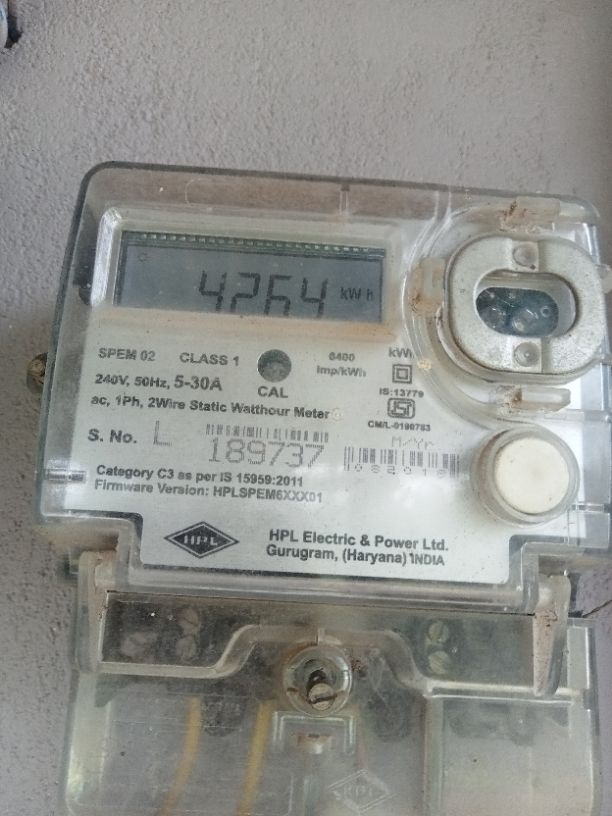 4264 kWh
SPEM 02 CLASS 1 6400 imp/kWh kWh
240V, 50Hz, 5-30A CAL IS:13779
ac, 1Ph, 2Wire Static Watthour Meter
CM/L-0190783
S. No. L 189737 M/Yr
Category C3 as per IS 15959:2011
Firmware Version: HPLSPEM6XXX01
HPL HPL Electric & Power Ltd.
Gurugram, (Haryana) INDIA
HPL